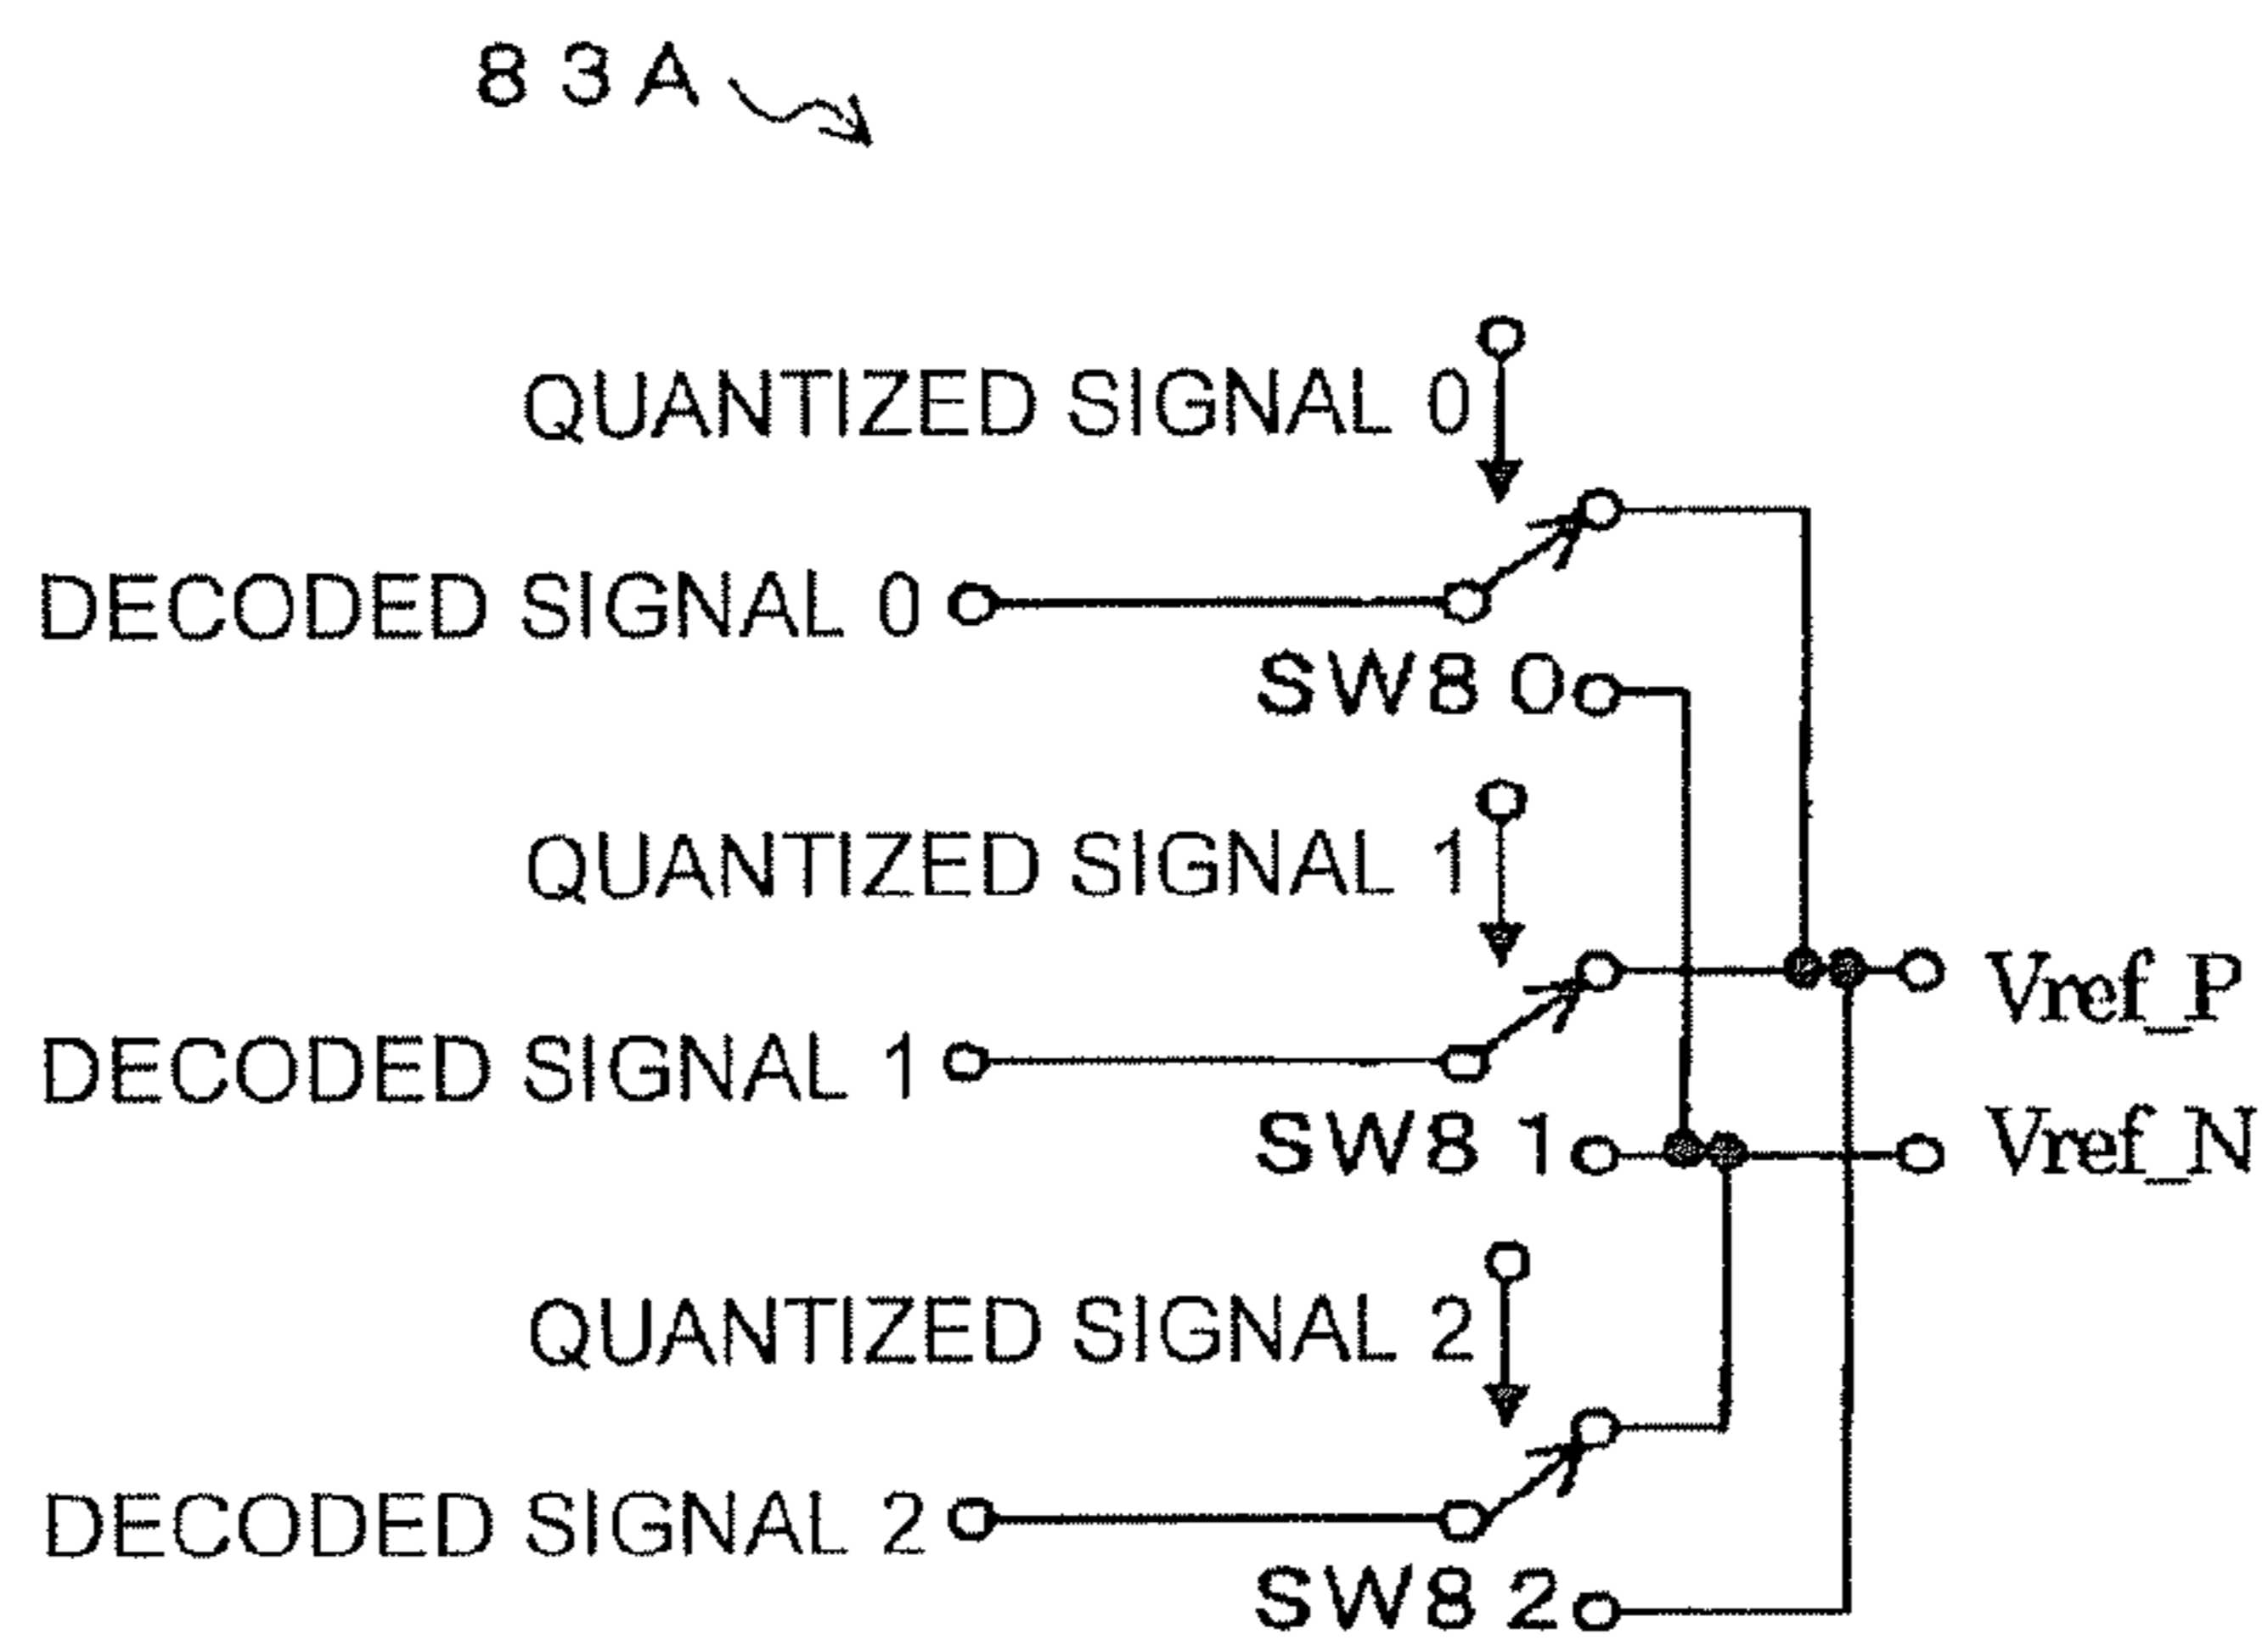 83A
QUANTIZED SIGNAL 0
DECODED SIGNAL 0
SW80
QUANTIZED SIGNAL 1
Vref_P
DECODED SIGNAL 1
SW81
Vref_N
QUANTIZED SIGNAL 2
DECODED SIGNAL 2
SW82